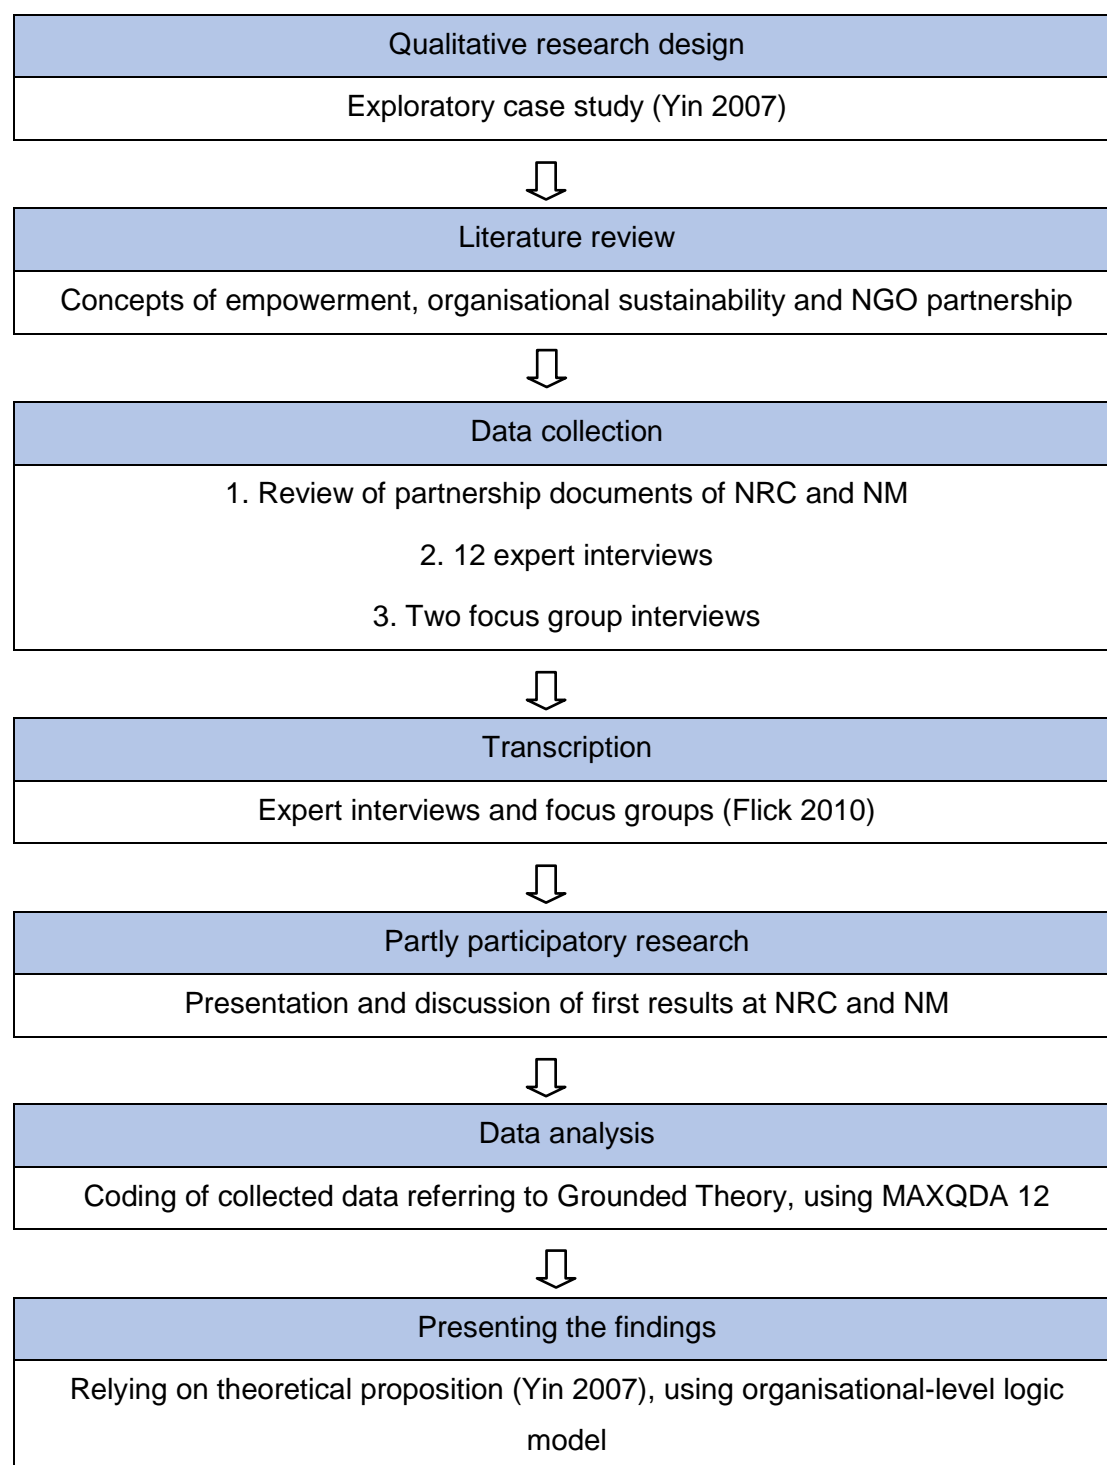 Qualitative research design
Exploratory case study (Yin 2007)
Literature review
Concepts of empowerment, organisational sustainability and NGO partnership
Data collection
1. Review of partnership documents of NRC and NM
2. 12 expert interviews
3. Two focus group interviews
Transcription
Expert interviews and focus groups (Flick 2010)
Partly participatory research
Presentation and discussion of first results at NRC and NM
Data analysis
Coding of collected data referring to Grounded Theory, using MAXQDA 12
Presenting the findings
Relying on theoretical proposition (Yin 2007), using organisational-level logic
model